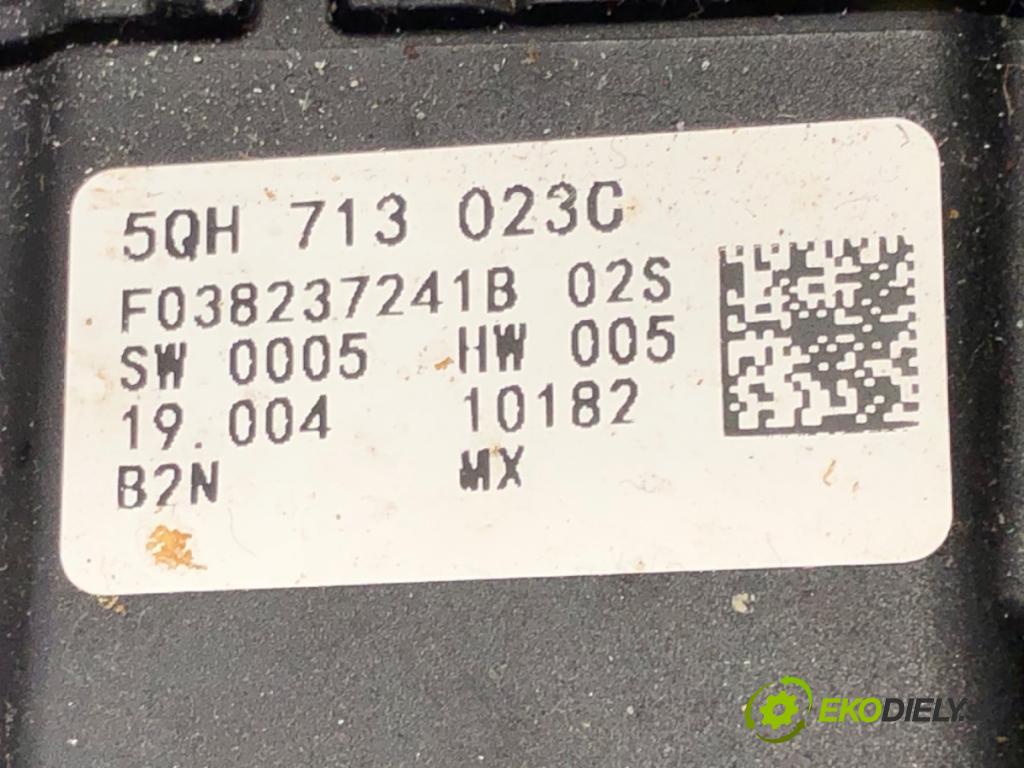 5QH 713 023C
F038237241B 02S
SW 0005 HW 005
19.004 10182
B2N MX
EKODIELY